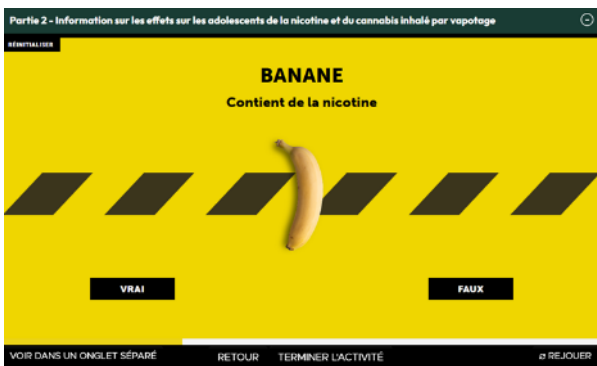 Partie 2 - Information sur les effets sur les adolescents de la nicotine et du cannabis inhalé par vapotage
RÉINITIALISER
BANANE
Contient de la nicotine
VRAI
FAUX
VOIR DANS UN ONGLET SÉPARÉ
RETOUR
TERMINER L'ACTIVITÉ
REJOUER